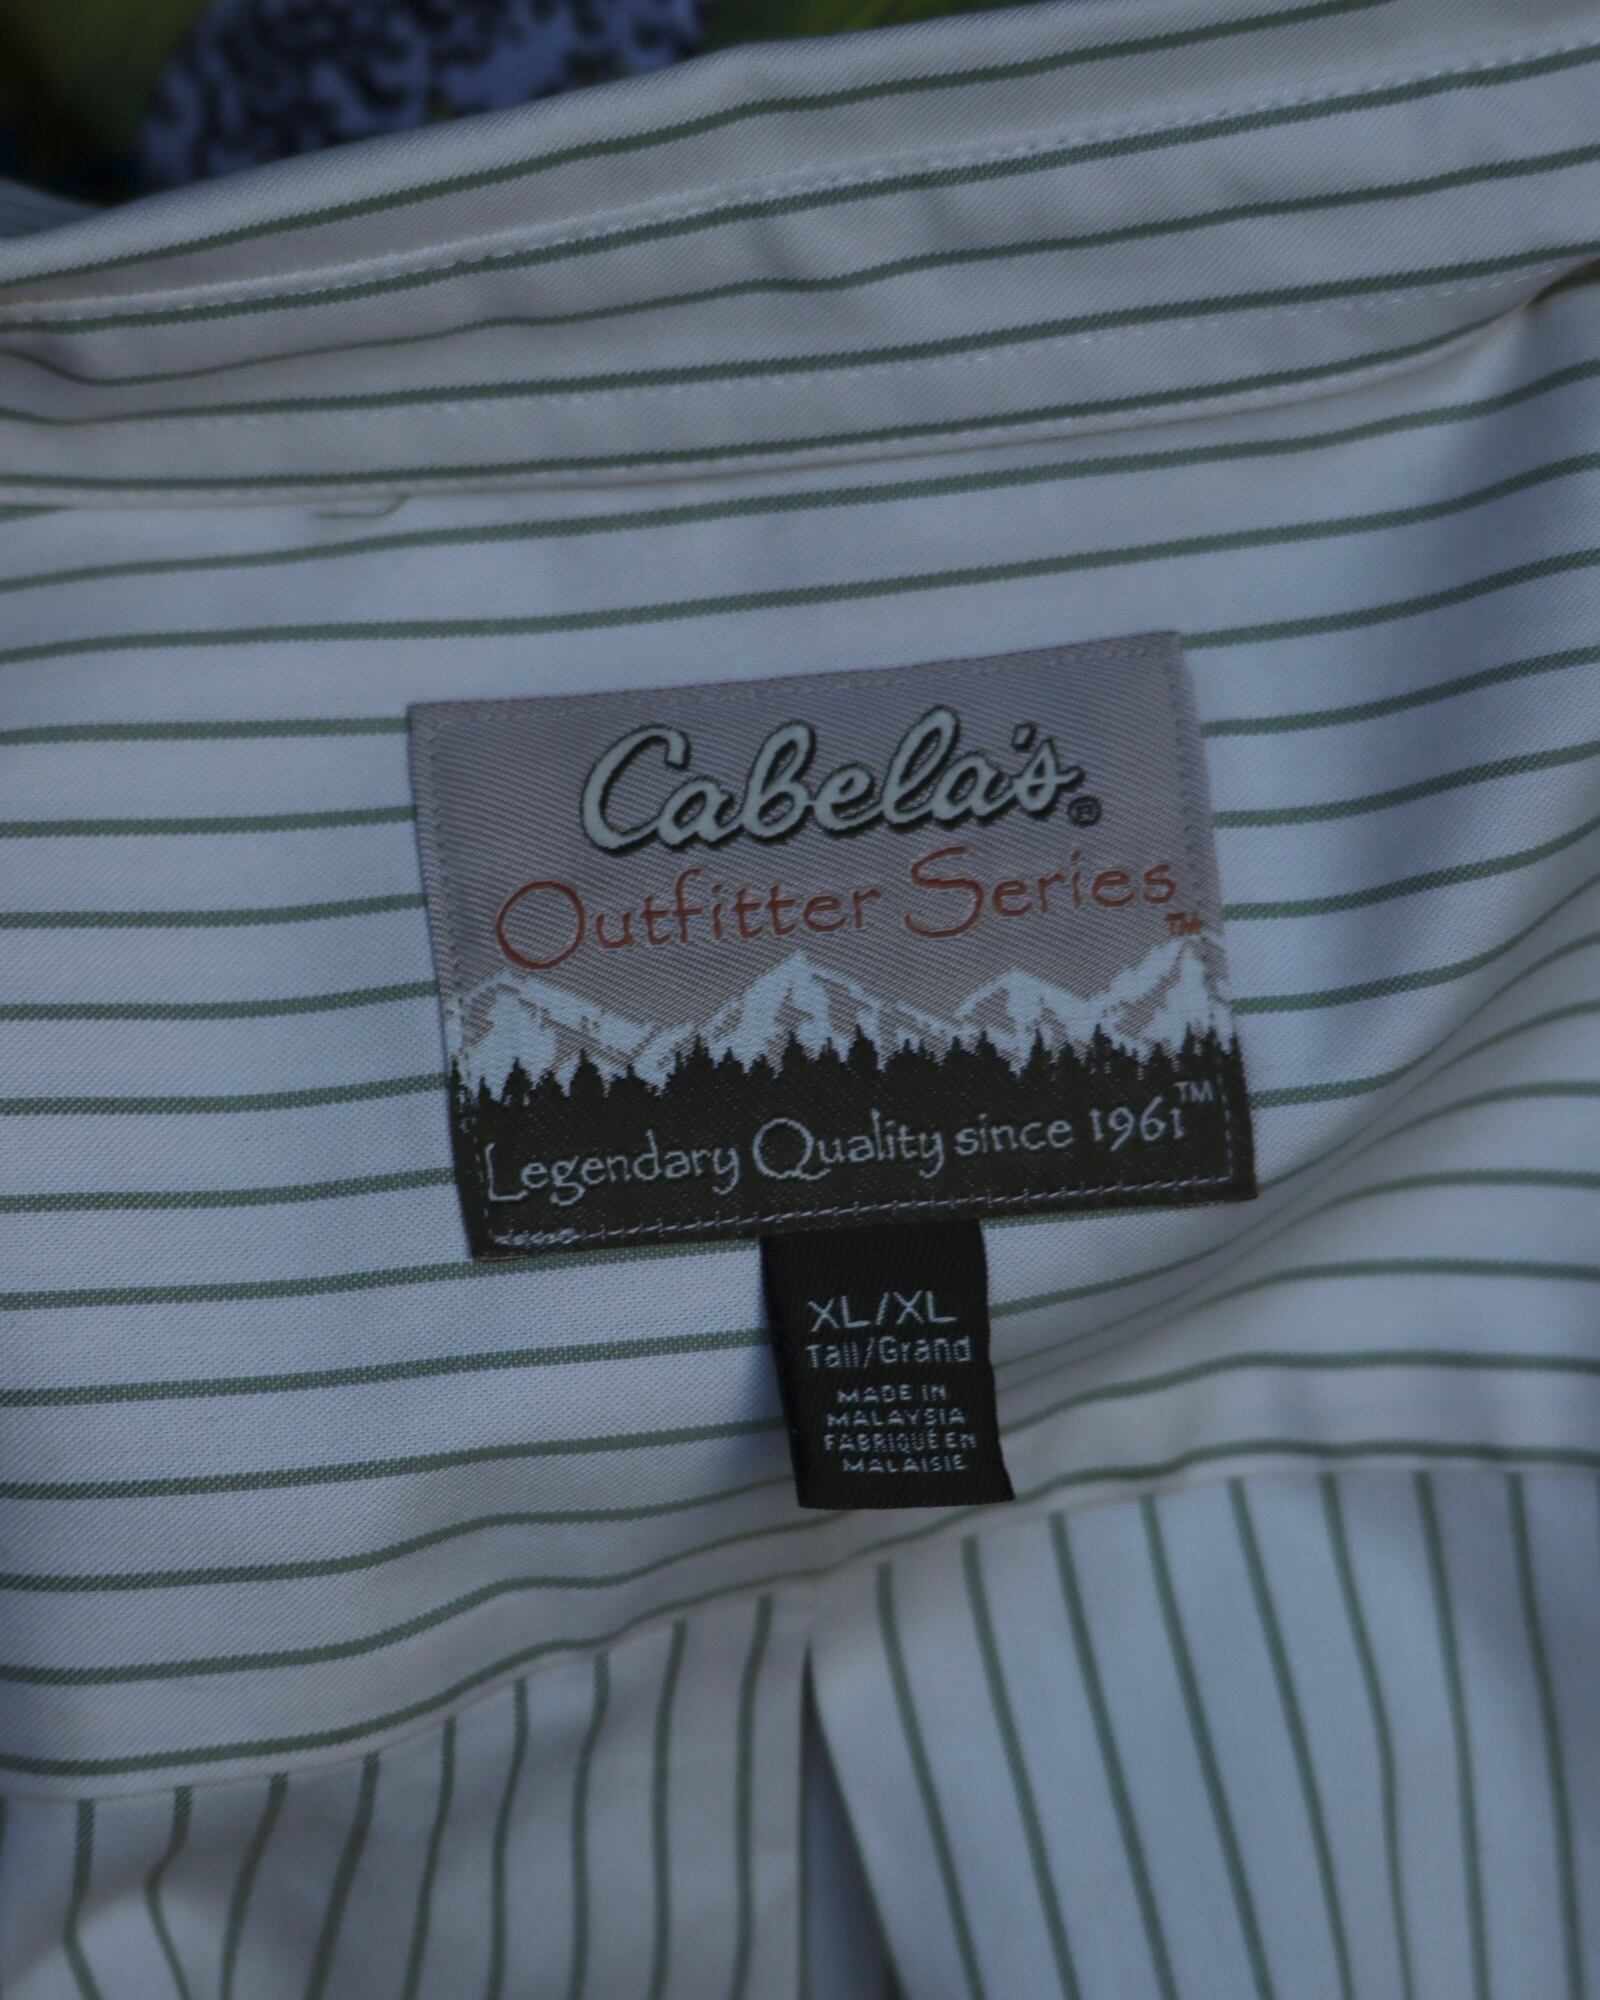 Cabela's®
Outfitter Series™
Legendary Quality since 1961™
XL/XL
Tall/Grand
MADE IN
MALAYSIA
FABRIQUÉ EN
MALAISIE